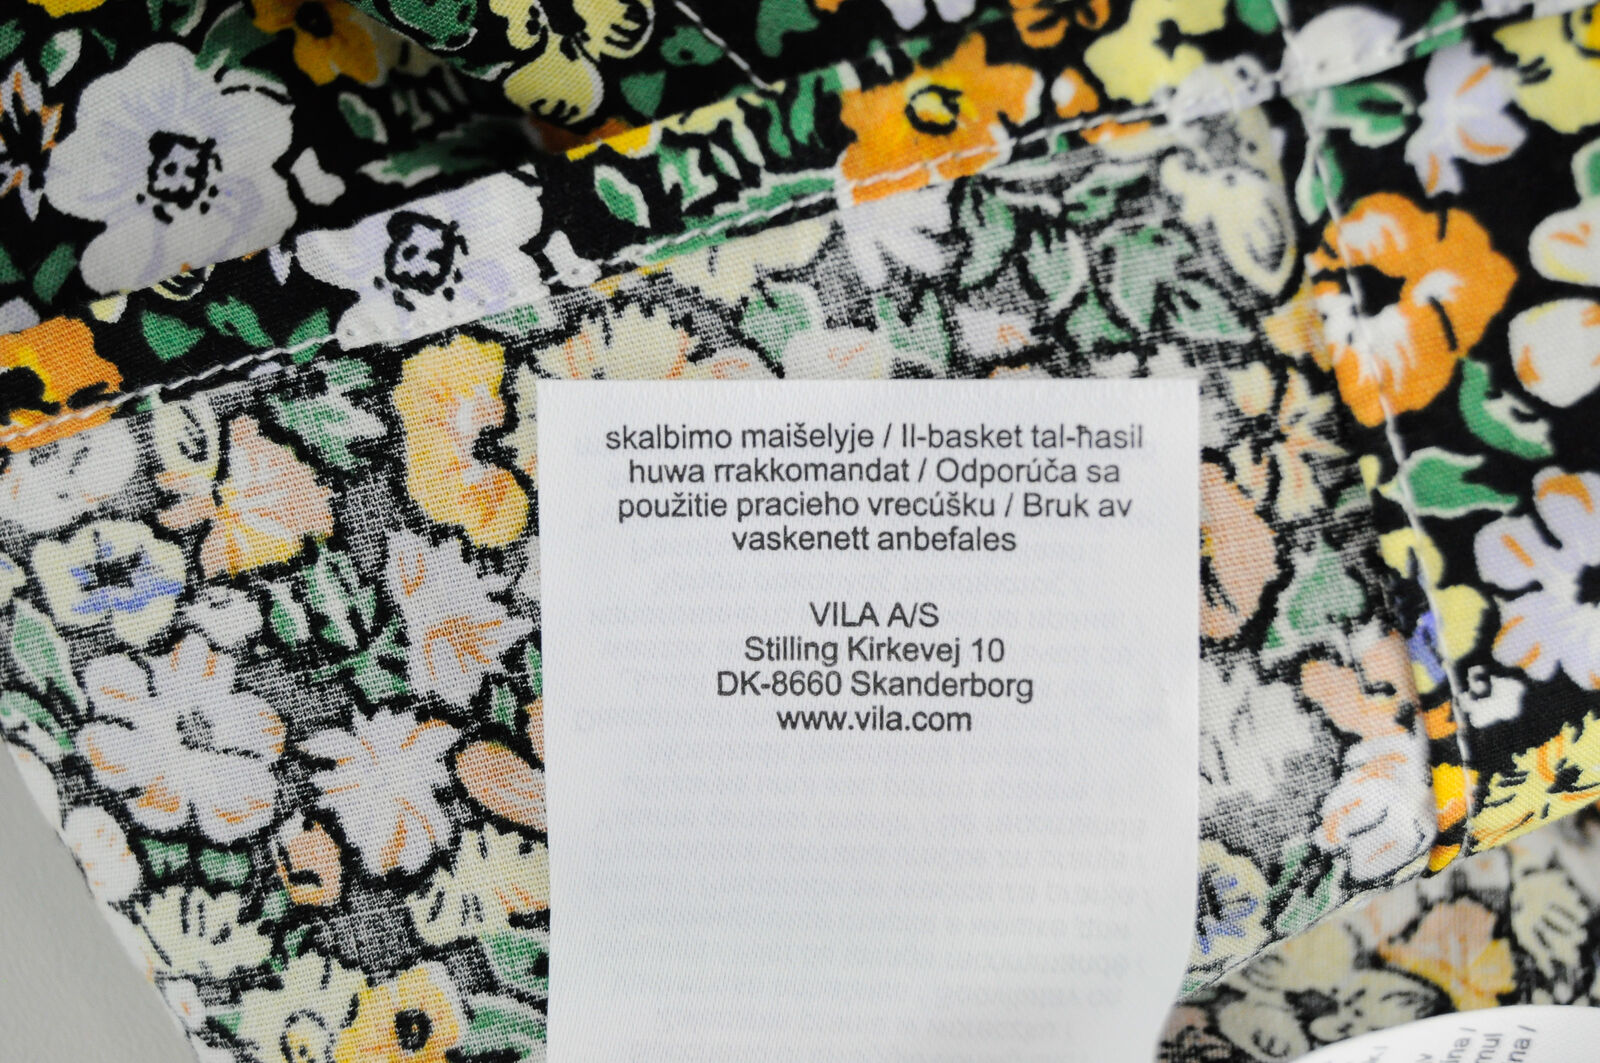 skalbimo maišelyje / Il-basket tal-ħasil
huwa rrakkomandat / Odporúča sa
použitie pracieho vrecúšku / Bruk av
vaskenett anbefales
VILA A/S
Stilling Kirkevej 10
DK-8660 Skanderborg
www.vila.com